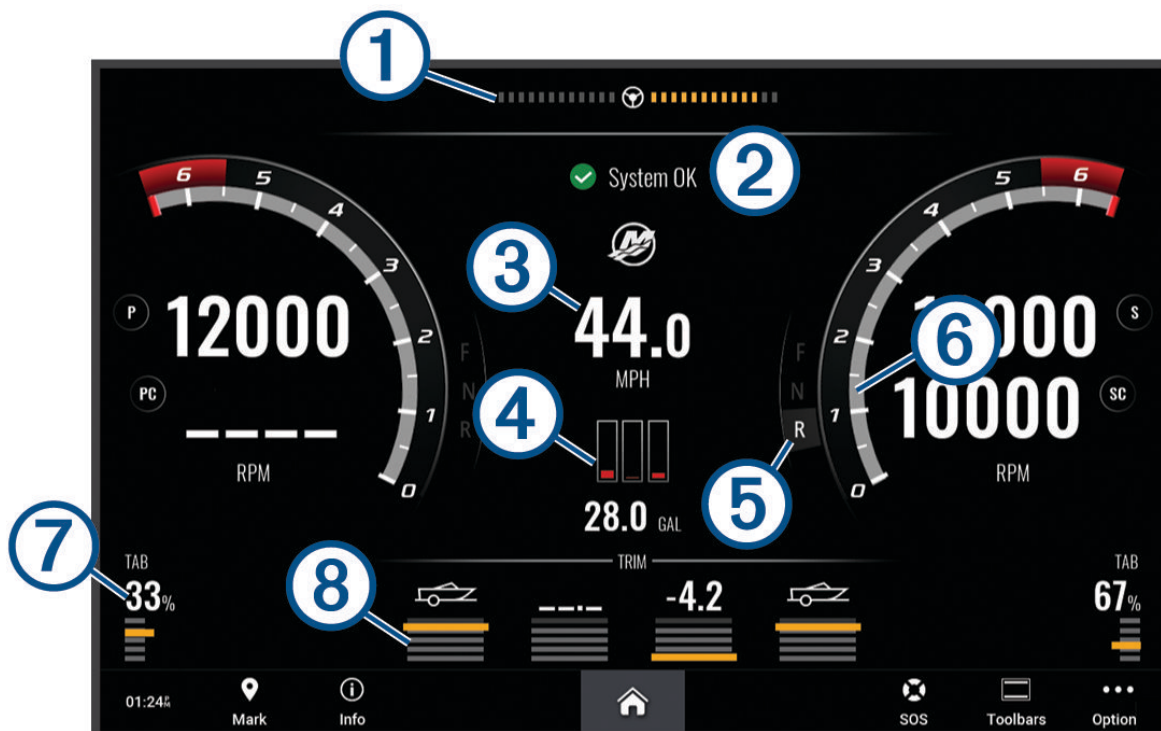 1
2
System OK
6 5 4 3 2 1 0
5 6 4 3 2 1 0
3
44.0
MPH
P
12000
PC
– – – –
RPM
F
N
R
F
N
R
S
6
10000
SC
RPM
4
5
28.0 GAL
7
8
TRIM
TAB
33%
--.-
-4.2
TAB
67%
01:24 PM
Mark
Info
SOS
Toolbars
Option